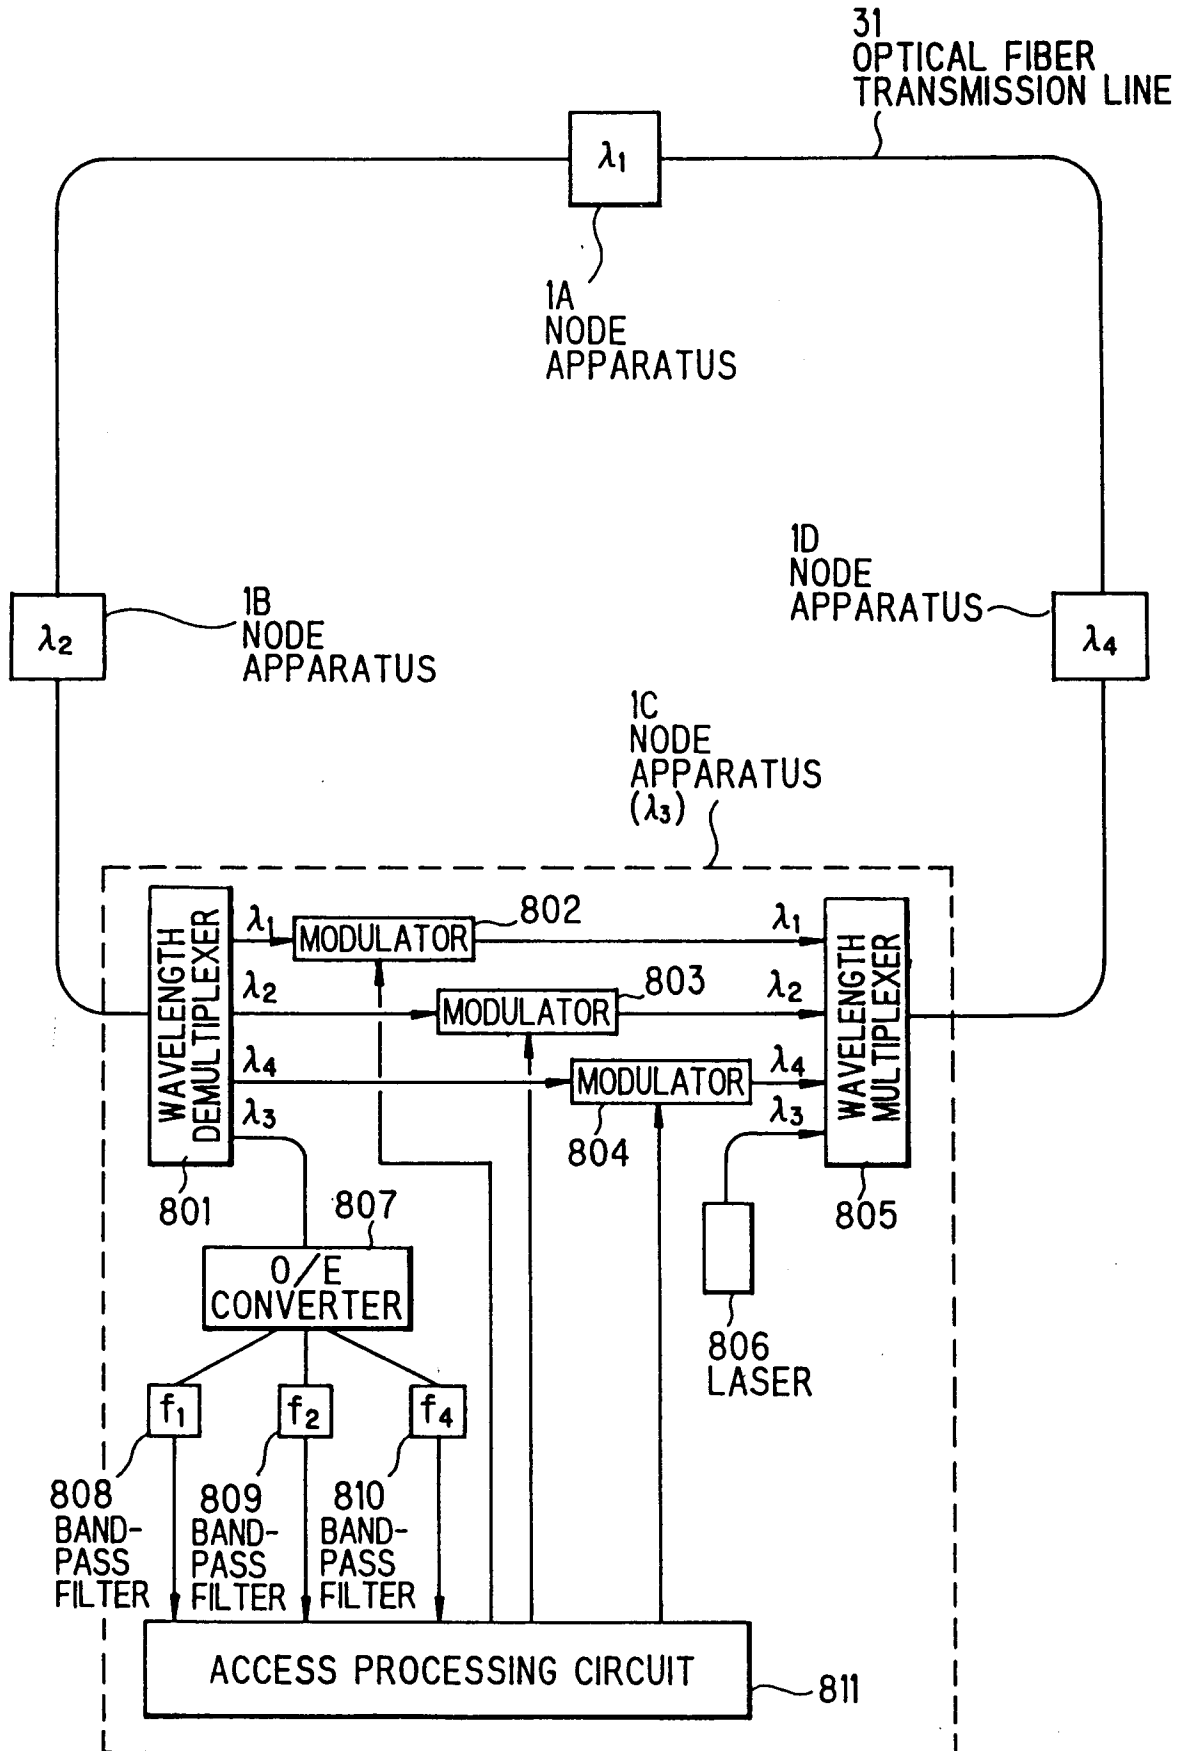 31
OPTICAL FIBER
TRANSMISSION LINE
λ1
1A
NODE
APPARATUS
1D
NODE
APPARATUS
λ4
λ2
1B
NODE
APPARATUS
1C
NODE
APPARATUS
(λ3)
WAVELENGTH
DEMULTIPLEXER
801
λ1
MODULATOR
802
λ1
λ2
MODULATOR
803
λ2
λ4
MODULATOR
804
λ4
λ3
λ3
WAVELENGTH
MULTIPLEXER
805
807
O/E
CONVERTER
806
LASER
f1
f2
f4
808
BAND-
PASS
FILTER
809
BAND-
PASS
FILTER
810
BAND-
PASS
FILTER
ACCESS PROCESSING CIRCUIT
811